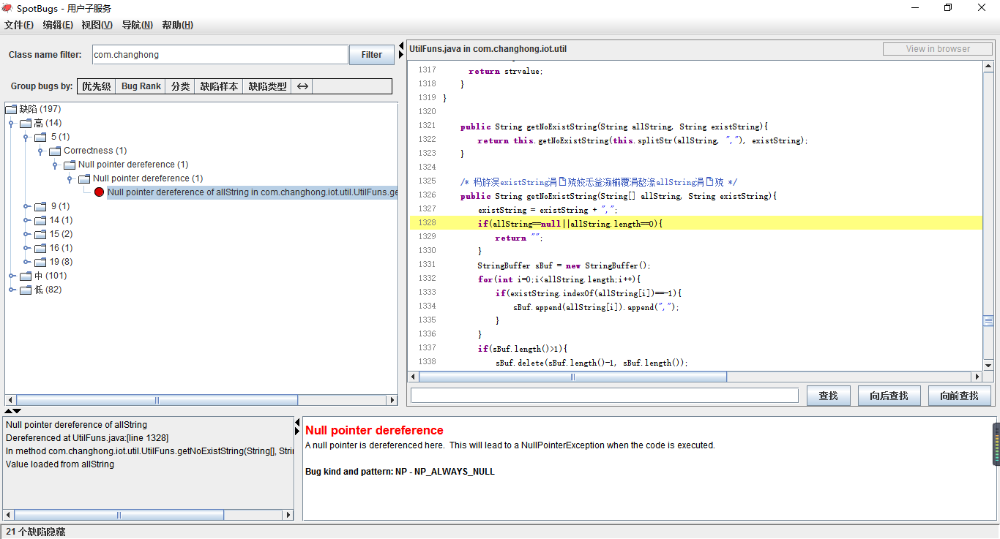 SpotBugs - 用户子服务
文件(F) 编辑(E) 视图(V) 导航(N) 帮助(H)
Class name filter: com.changhong Filter
Group bugs by: 优先级 Bug Rank 分类 缺陷样本 缺陷类型
缺陷 (197)
高 (14)
5 (1)
Correctness (1)
Null pointer dereference (1)
Null pointer dereference (1)
Null pointer dereference of allString in com.changhong.iot.util.UtilFuns.ge
9 (1)
14 (1)
15 (2)
16 (1)
19 (8)
中 (101)
低 (82)
UtilFuns.java in com.changhong.iot.util View in browser
1317 return strvalue;
1318 }
1319 }
1320
1321 public String getNoExistString(String allString, String existString){
1322 return this.getNoExistString(this.splitStr(allString, ","), existString);
1323 }
1324
1325 /* existString allString */
1326 public String getNoExistString(String[] allString, String existString){
1327 existString = existString + ",";
1328 if(allString==null||allString.length==0){
1329 return "";
1330 }
1331 StringBuffer sBuf = new StringBuffer();
1332 for(int i=0;i<allString.length;i++){
1333 if(existString.indexOf(allString[i])==-1){
1334 sBuf.append(allString[i]).append(",");
1335 }
1336 }
1337 if(sBuf.length()>1){
1338 sBuf.delete(sBuf.length()-1, sBuf.length());
查找 向后查找 向前查找
Null pointer dereference of allString
Dereferenced at UtilFuns.java:[line 1328]
In method com.changhong.iot.util.UtilFuns.getNoExistString(String[], Strin
Value loaded from allString
Null pointer dereference
A null pointer is dereferenced here. This will lead to a NullPointerException when the code is executed.
Bug kind and pattern: NP - NP_ALWAYS_NULL
21 个缺陷隐藏